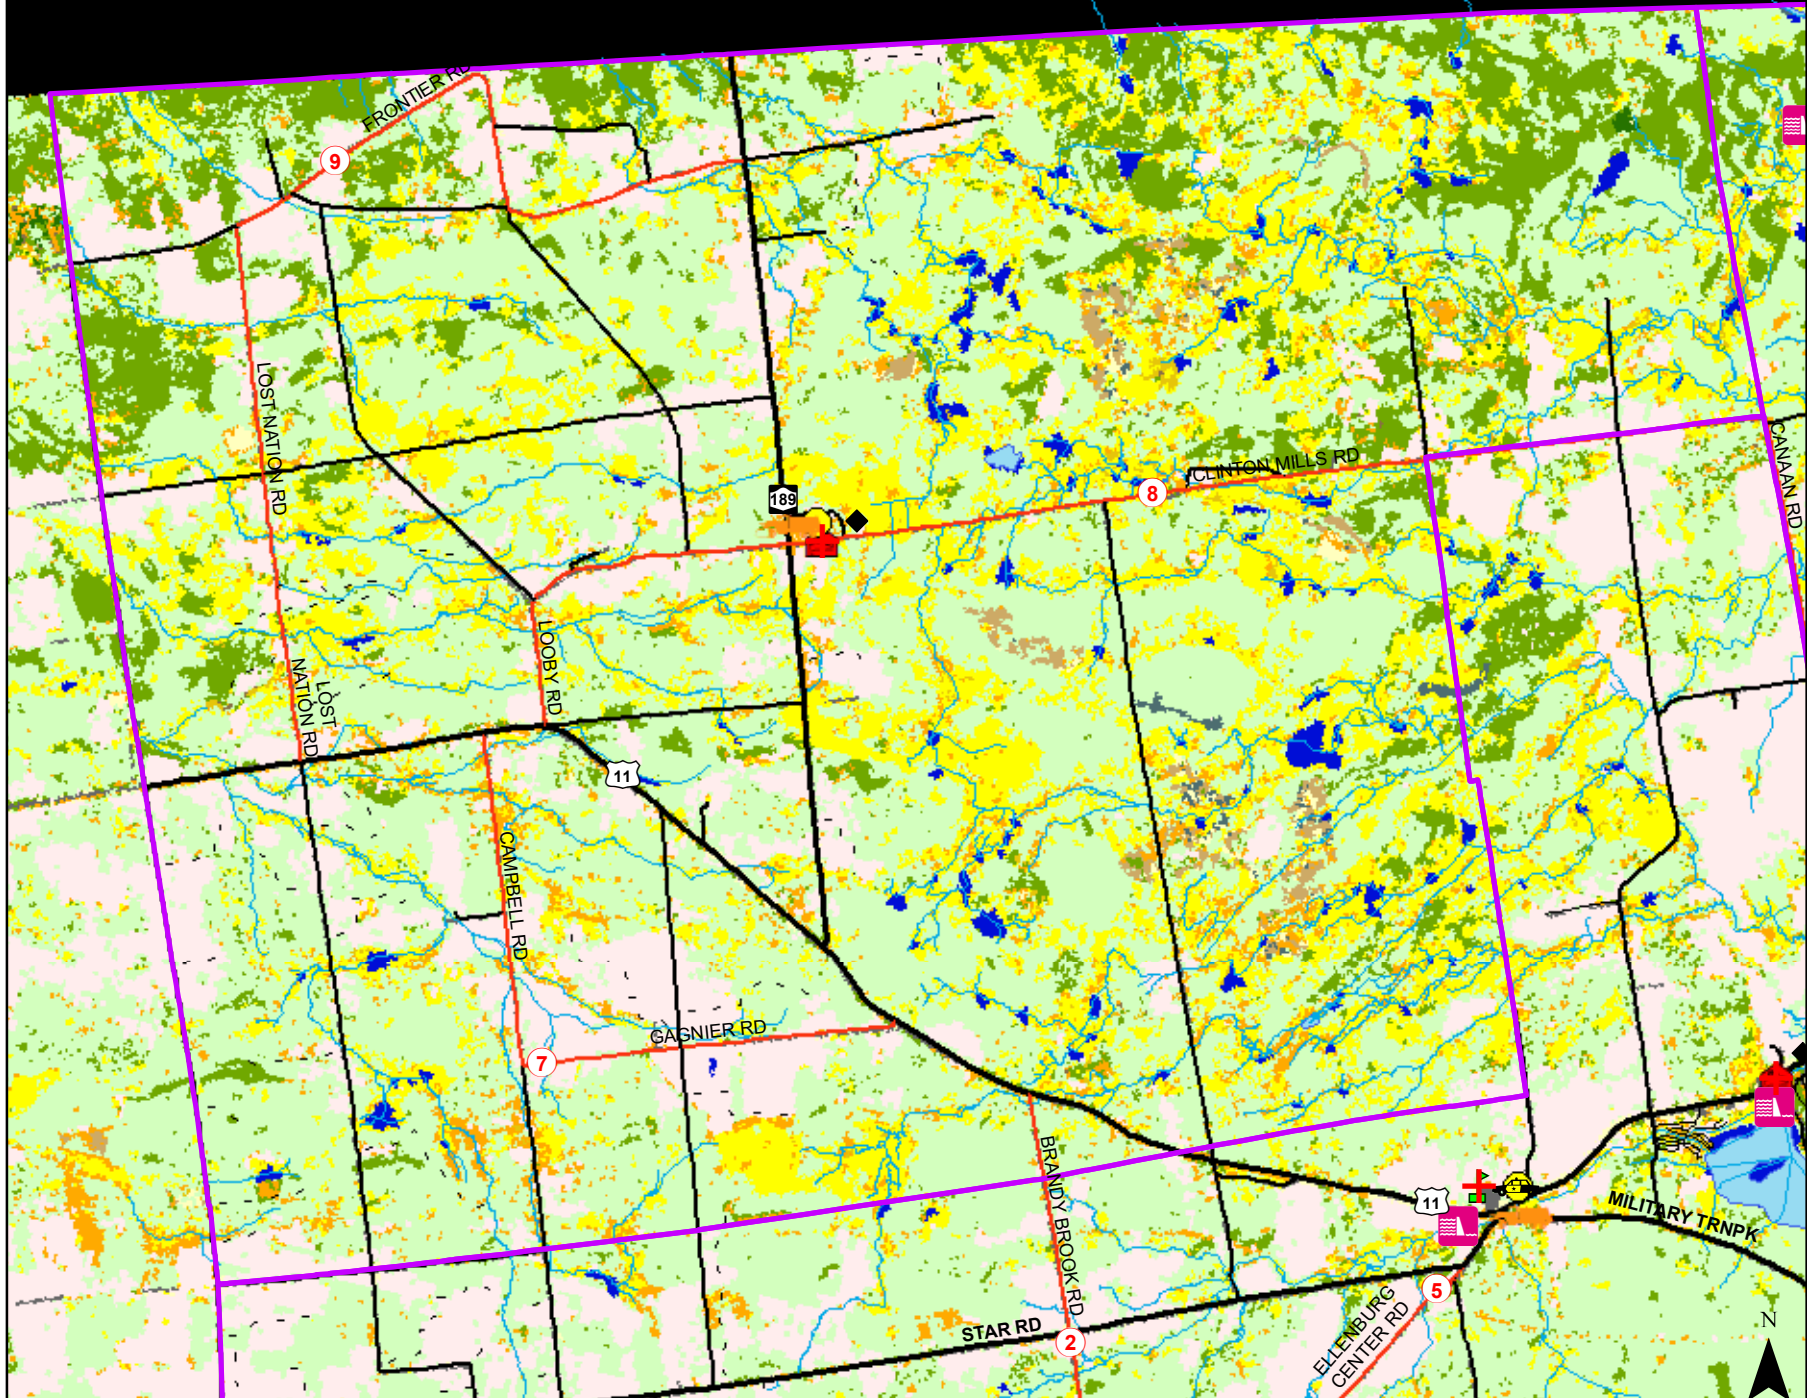 FRONTIER RD
9
LOST NATION RD
189
CLINTON MILLS RD
8
CANAAN RD
LOOBY RD
LOST
NATION RD
11
CAMPBELL RD
GAGNIER RD
7
BRANDY BROOK RD
11
MILITARY TRNPK
STAR RD
2
5
ELLENBURG
CENTER RD
N